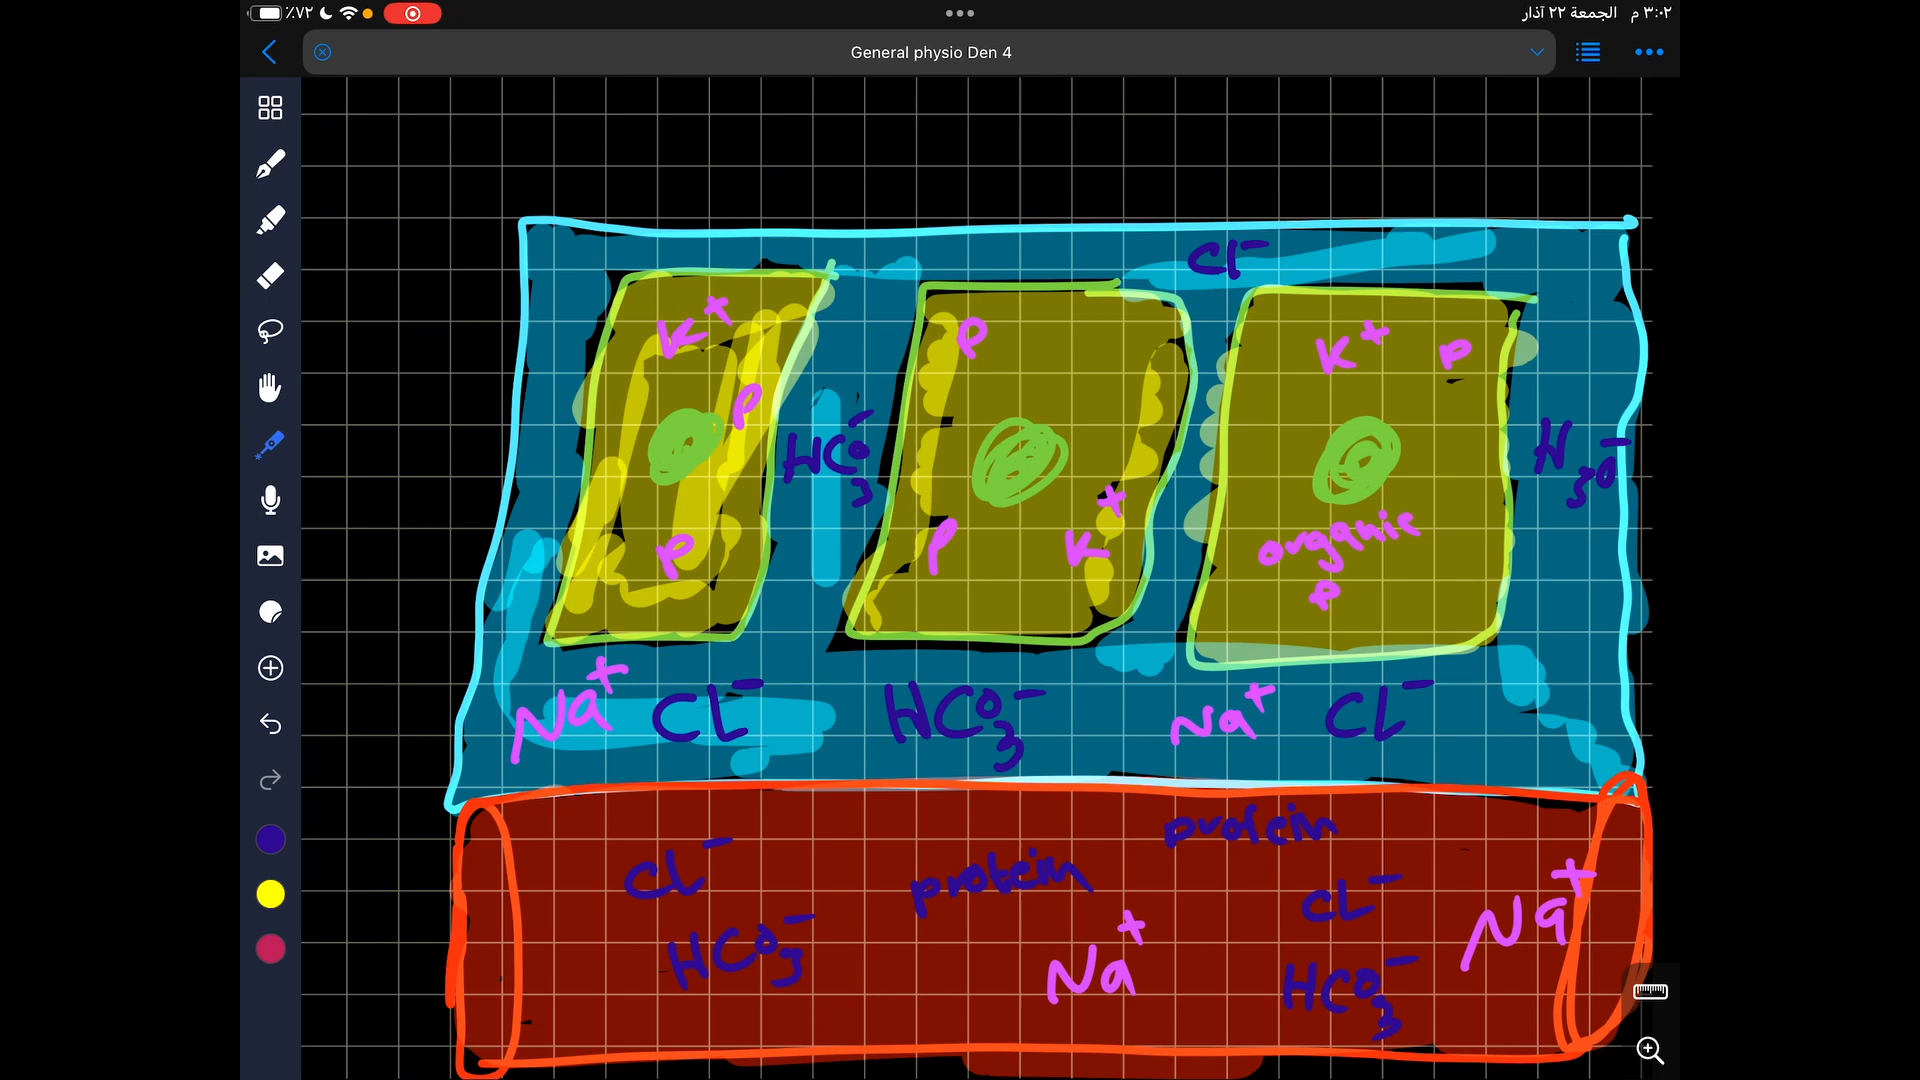 ٪٧٢
٣:٠٢ م الجمعة ٢٢ آذار
General physio Den 4
Cl⁻
K⁺
P
P
K⁺ P
P
HCO₃⁻
P
K⁺
organic
P
Na⁺ CL⁻ HCO₃⁻ Na⁺ CL⁻
protein
CL⁻ protein CL⁻ Na⁺
HCO₃⁻ Na⁺ HCO₃⁻